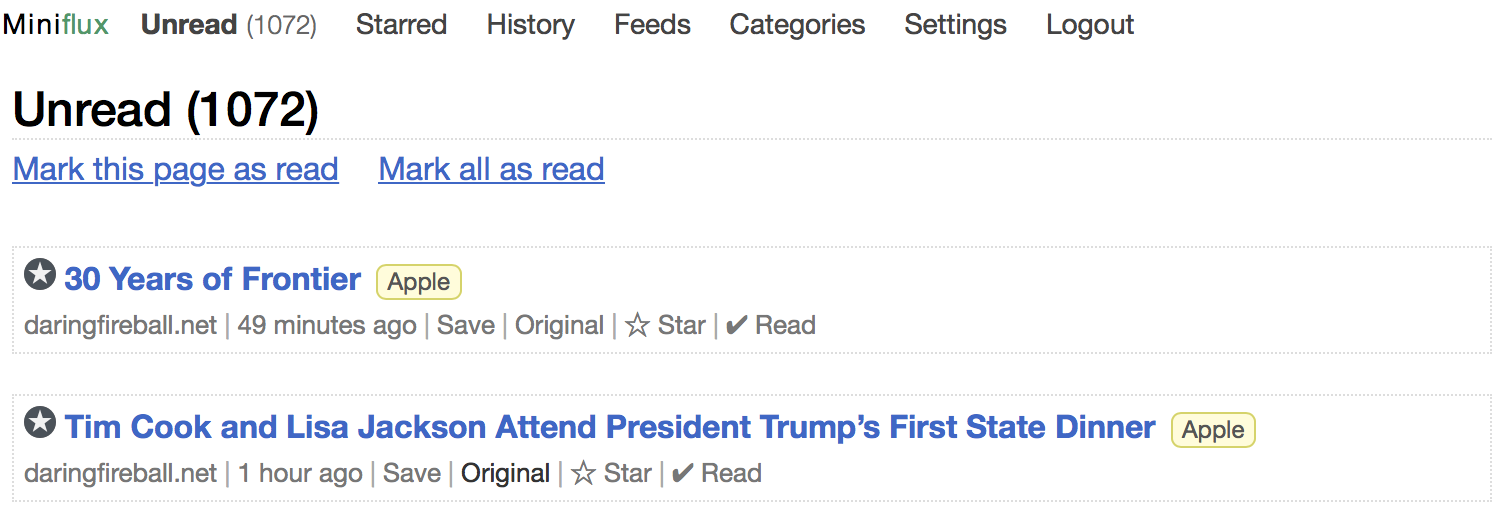 Miniflux Unread (1072) Starred History Feeds Categories Settings Logout
Unread (1072)
Mark this page as read Mark all as read
30 Years of Frontier Apple
daringfireball.net | 49 minutes ago | Save | Original | ☆ Star | ✔ Read
Tim Cook and Lisa Jackson Attend President Trump’s First State Dinner Apple
daringfireball.net | 1 hour ago | Save | Original | ☆ Star | ✔ Read